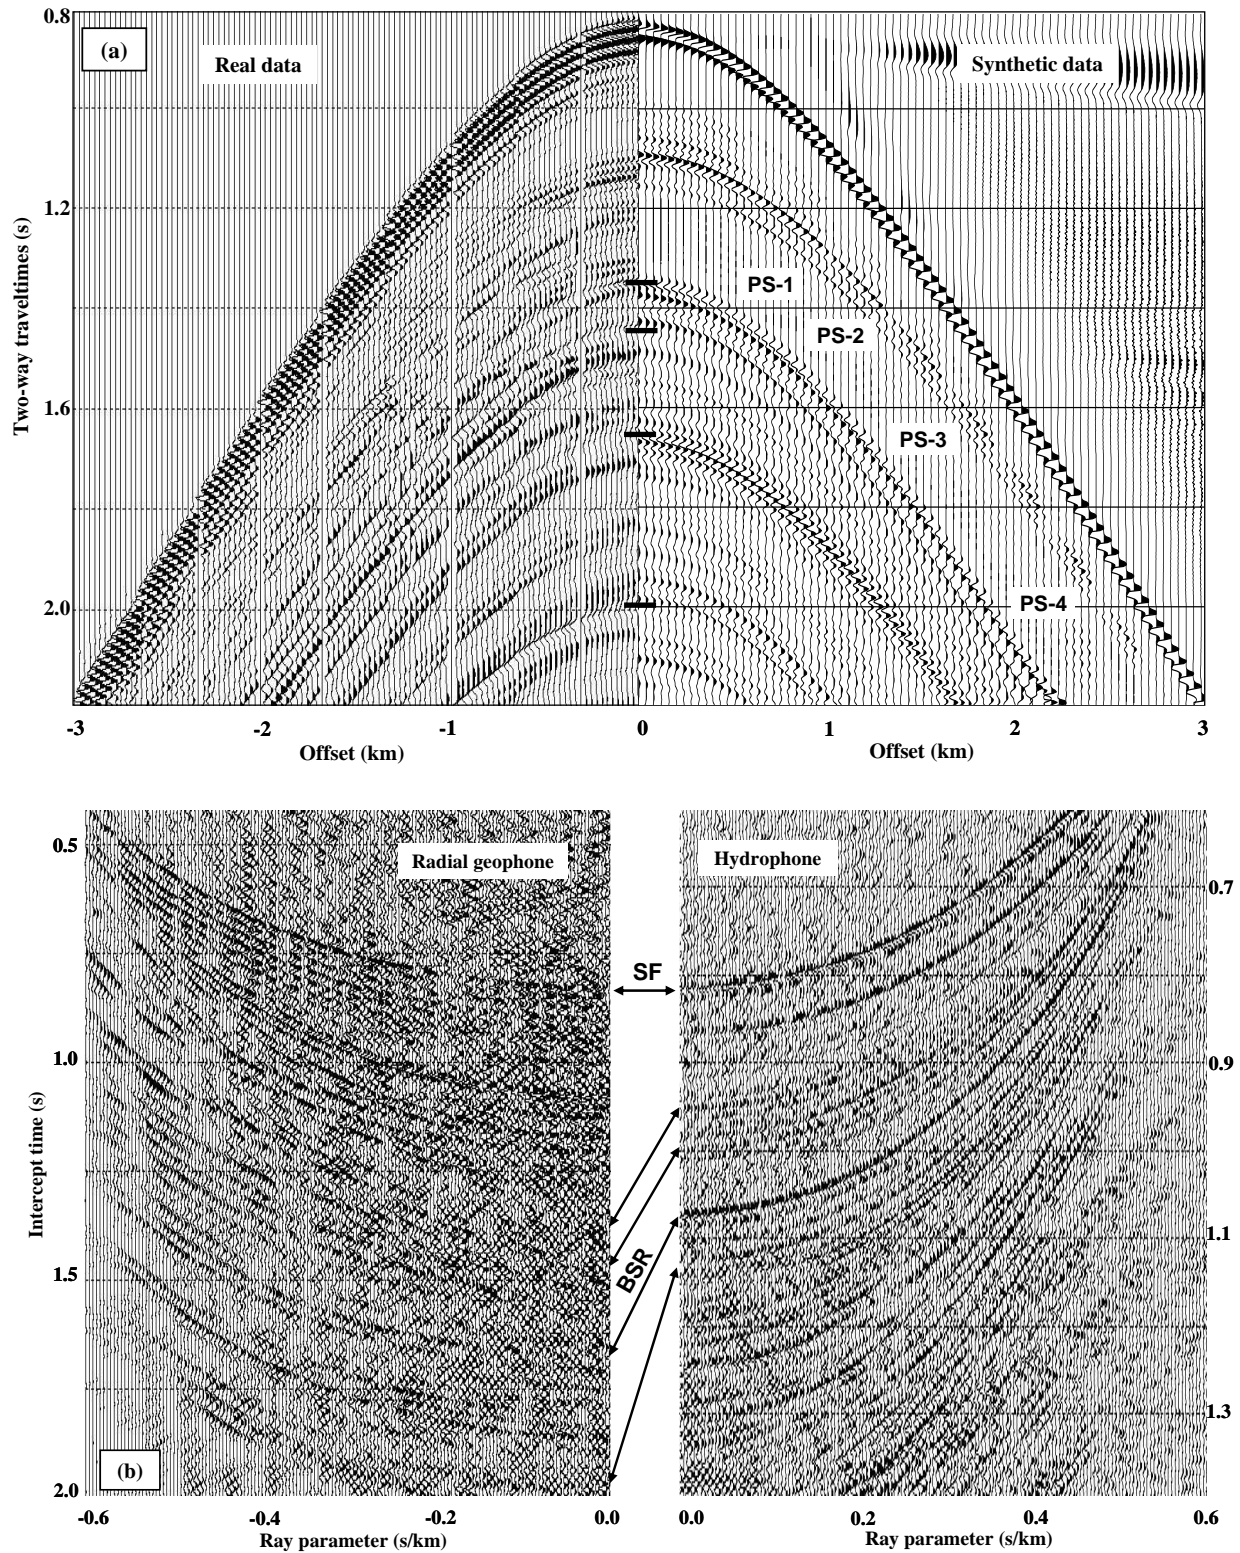 0.8
(a)
Real data
Synthetic data
1.2
PS-1
PS-2
1.6
PS-3
2.0
PS-4
Two-way traveltimes (s)
-3 -2 -1 0 1 2 3
Offset (km) Offset (km)
0.5
Radial geophone
Hydrophone
0.7
SF
1.0
0.9
Intercept time (s)
BSR
1.1
1.5
1.3
(b)
2.0
-0.6 -0.4 -0.2 0.0 0.0 0.2 0.4 0.6
Ray parameter (s/km) Ray parameter (s/km)